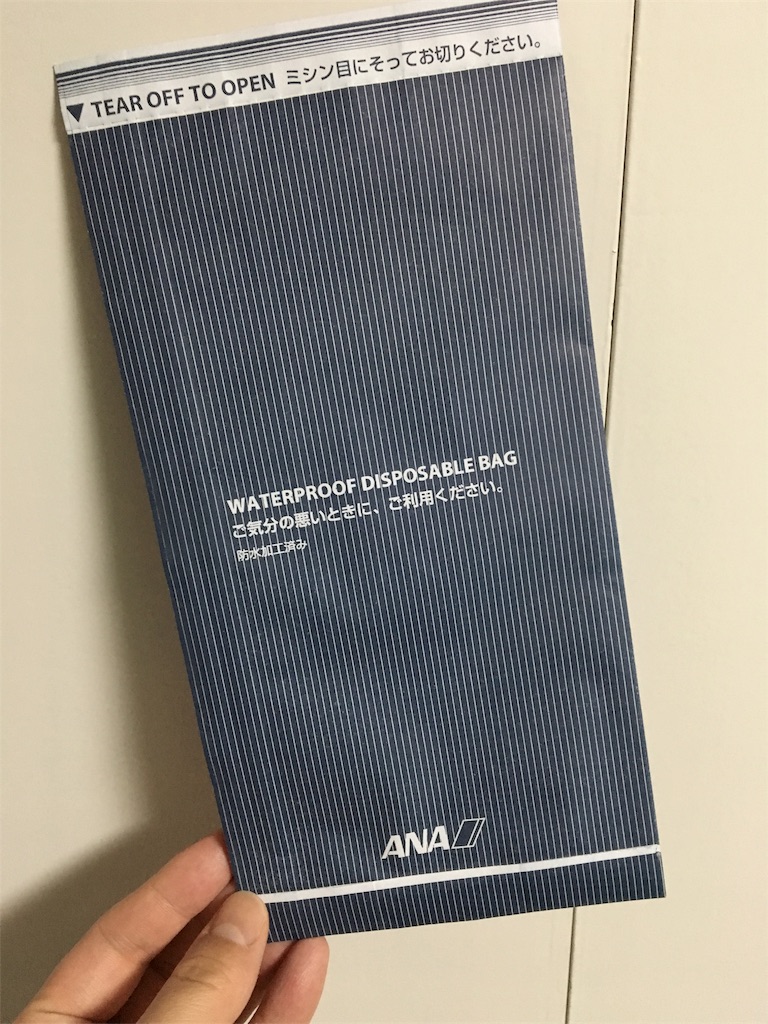 ▼ TEAR OFF TO OPEN ミシン目にそってお切りください。
WATERPROOF DISPOSABLE BAG
ご気分の悪いときに、ご利用ください。
防水加工済み
ANA